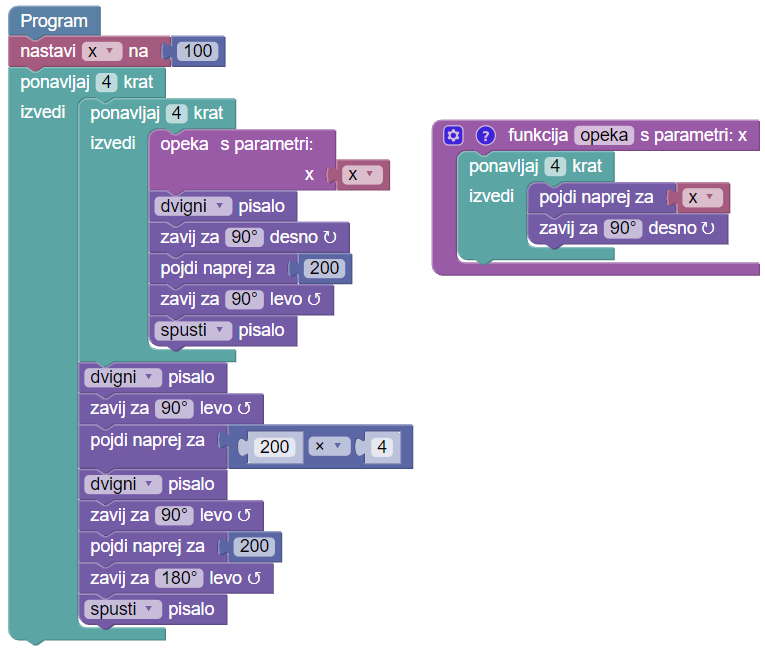 Program
nastavi x na 100
ponavljaj 4 krat
izvedi
ponavljaj 4 krat
izvedi
opeka s parametri:
x x
dvigni pisalo
zavij za 90° desno ↻
pojdi naprej za 200
zavij za 90° levo ↺
spusti pisalo
dvigni pisalo
zavij za 90° levo ↺
pojdi naprej za 200 × 4
dvigni pisalo
zavij za 90° levo ↺
pojdi naprej za 200
zavij za 180° levo ↺
spusti pisalo
? funkcija opeka s parametri: x
ponavljaj 4 krat
izvedi
pojdi naprej za x
zavij za 90° desno ↻